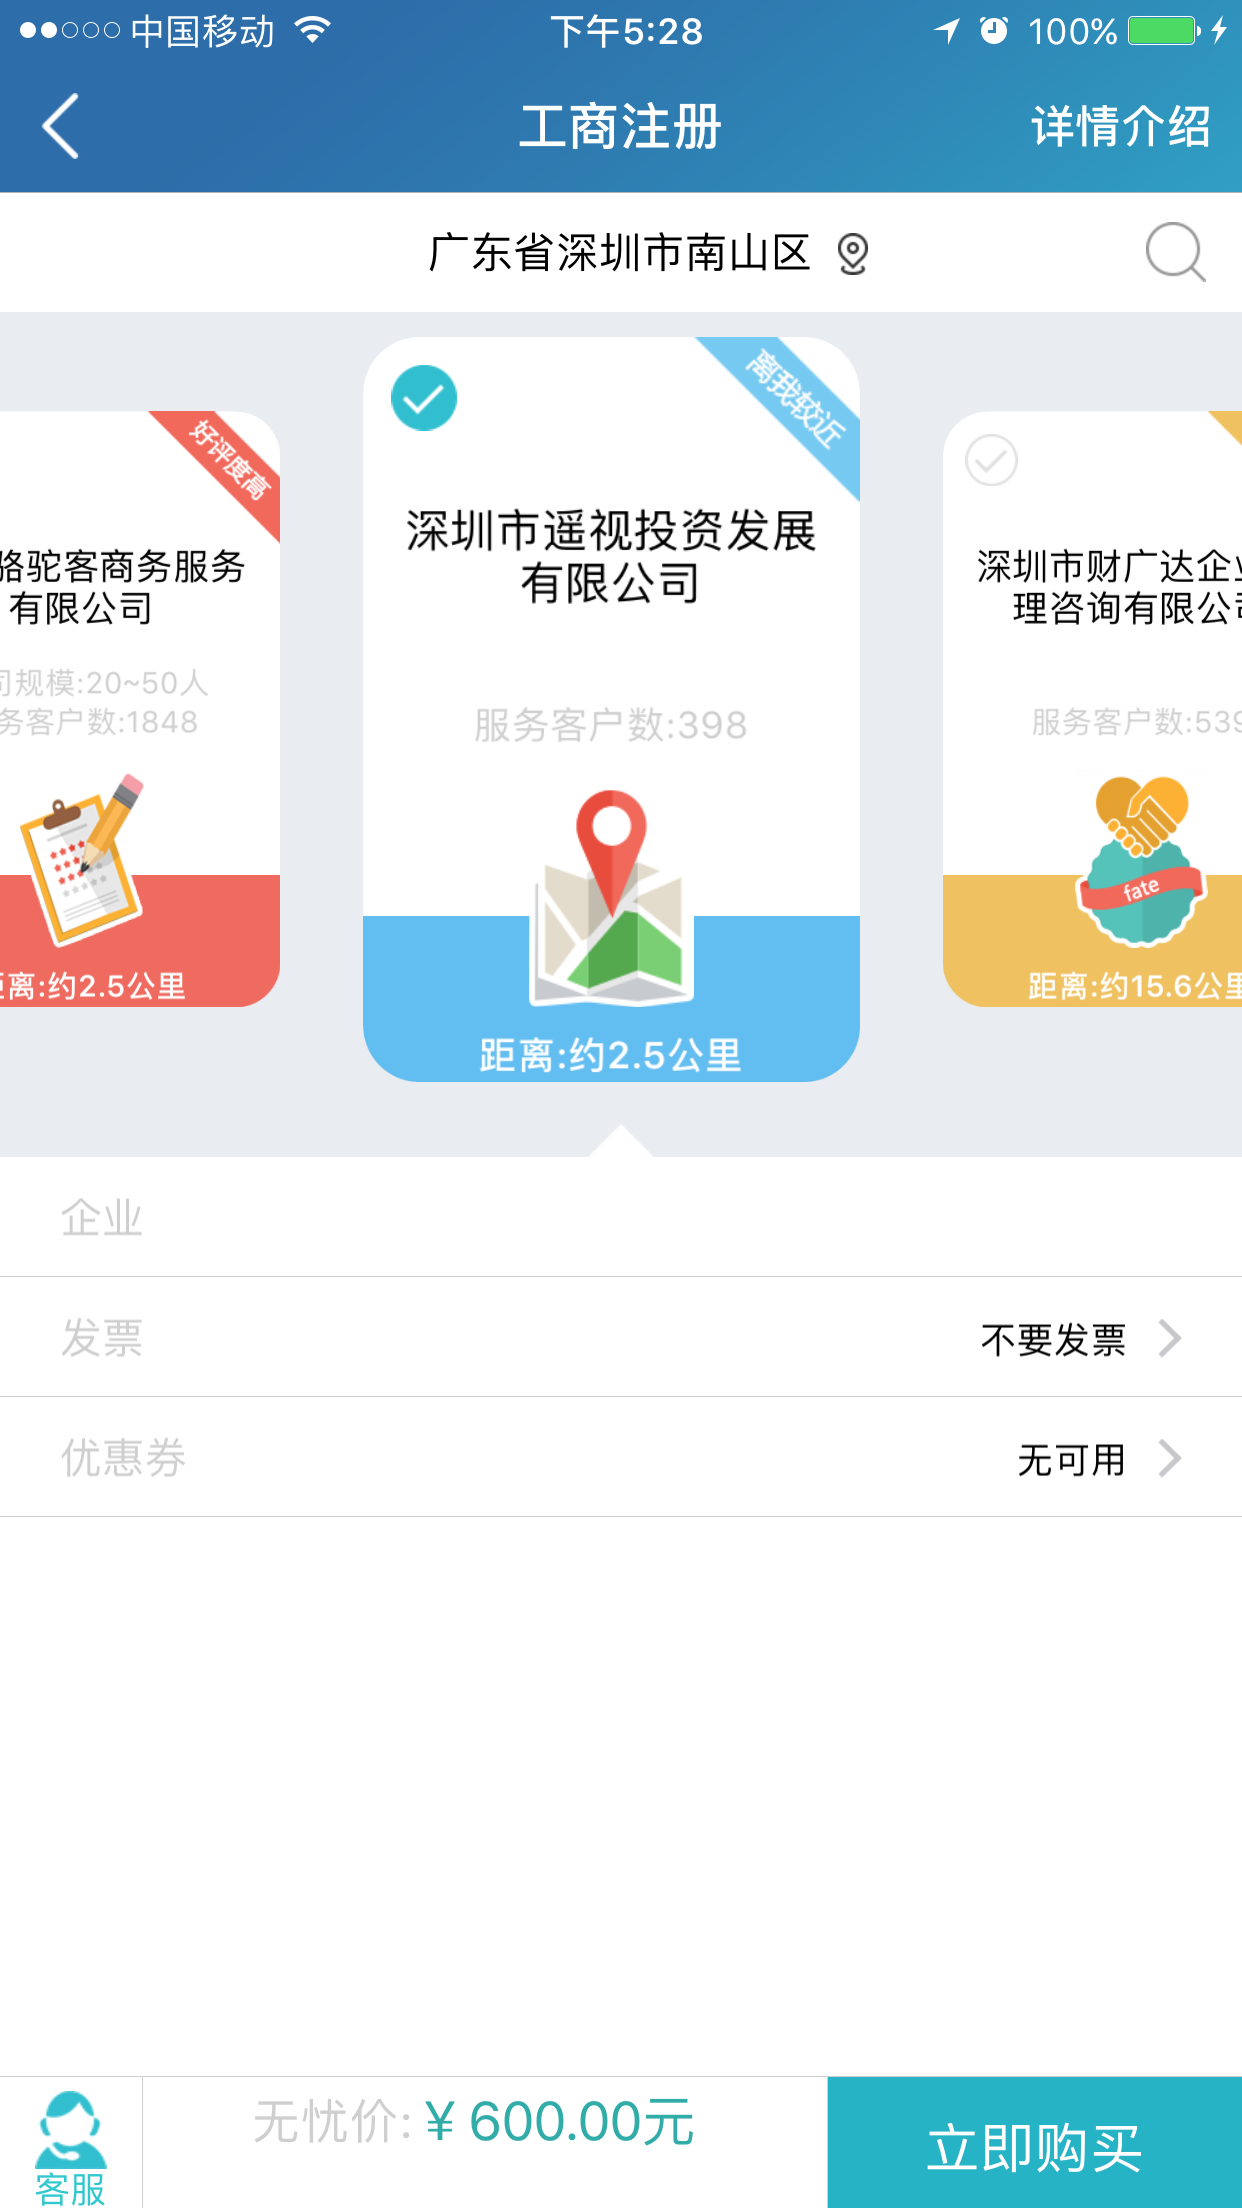 中国移动
下午5:28
100%
工商注册
详情介绍
广东省深圳市南山区
好评度高
骆驼客商务服务
有限公司
司规模:20~50人
务客户数:1848
距离:约2.5公里
离我较近
深圳市遥视投资发展
有限公司
服务客户数:398
距离:约2.5公里
深圳市财广达企业
理咨询有限公司
服务客户数:539
fate
距离:约15.6公里
企业
发票
不要发票
优惠券
无可用
客服
无忧价:¥ 600.00元
立即购买